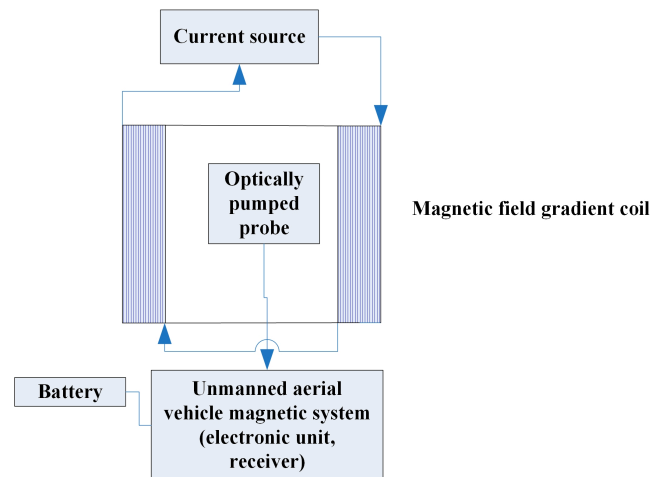 Current source
Optically
pumped
probe
Magnetic field gradient coil
Battery
Unmanned aerial
vehicle magnetic system
(electronic unit,
receiver)